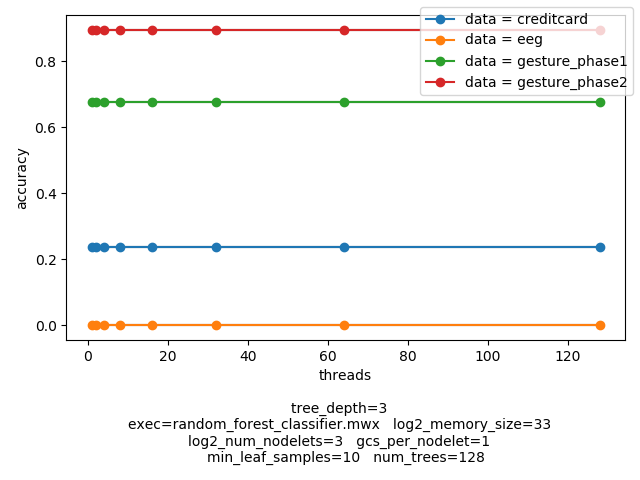 data = creditcard
data = eeg
data = gesture_phase1
data = gesture_phase2
accuracy
0.8
0.6
0.4
0.2
0.0
0 20 40 60 80 100 120
threads
tree_depth=3
exec=random_forest_classifier.mwx log2_memory_size=33
log2_num_nodelets=3 gcs_per_nodelet=1
min_leaf_samples=10 num_trees=128